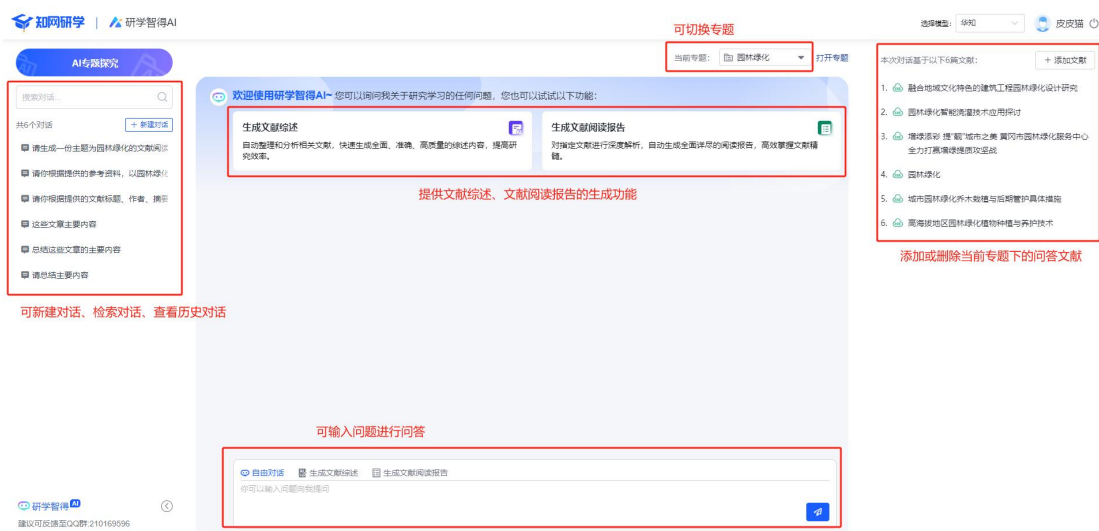 知网研学 | 研学智得AI
选择模型: 华知 皮皮猫
可切换专题
AI专题探究
当前专题: 园林绿化 打开专题
本次对话基于以下6篇文献: + 添加文献
搜索对话...
共6个对话 + 新建对话
请生成一份主题为园林绿化的文献阅读
请你根据提供的参考资料，以园林绿化
请你根据提供的文献标题、作者、摘要
这些文章主要内容
总结这些文章的主要内容
请总结主要内容
可新建对话、检索对话、查看历史对话
欢迎使用研学智得AI~ 您可以询问我关于研究学习的任何问题，您也可以试试以下功能:
生成文献综述
自动整理和分析相关文献，快速生成全面、准确、高质量的综述内容，提高研
究效率。
生成文献阅读报告
对指定文献进行深度解析，自动生成全面详尽的阅读报告，高效掌握文献精
髓。
提供文献综述、文献阅读报告的生成功能
1. 融合地域文化特色的建筑工程园林绿化设计研究
2. 园林绿化智能浇灌技术应用探讨
3. 增绿添彩 提"靓"城市之美 黄冈市园林绿化服务中心
全力打赢增绿提质攻坚战
4. 园林绿化
5. 城市园林绿化乔木栽植与后期管护具体措施
6. 高海拔地区园林绿化植物种植与养护技术
添加或删除当前专题下的问答文献
可输入问题进行问答
自由对话 生成文献综述 生成文献阅读报告
你可以输入问题向我提问
研学智得AI
建议可反馈至QQ群:210169596